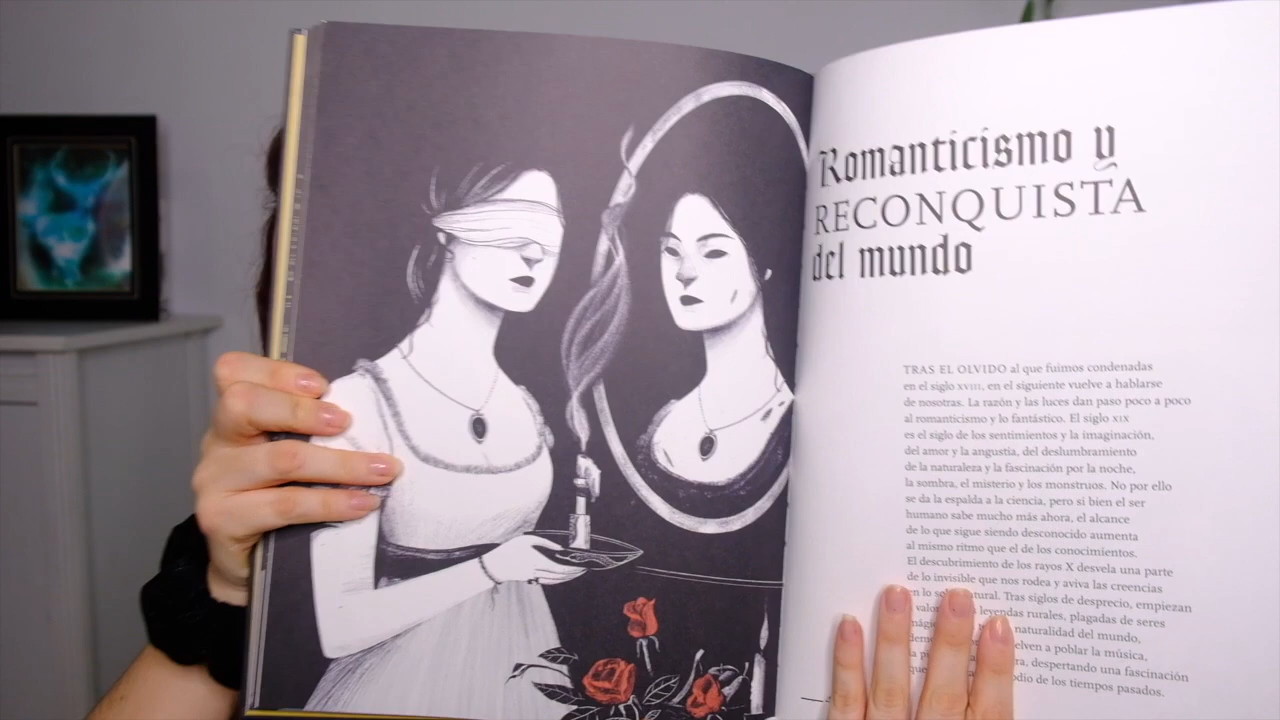 Romanticismo y
RECONQUISTA
del mundo
TRAS EL OLVIDO al que fuimos condenadas
en el siglo XVIII, en el siguiente vuelve a hablarse
de nosotras. La razón y las luces dan paso poco a poco
al romanticismo y lo fantástico. El siglo XIX
es el siglo de los sentimientos y la imaginación,
del amor y la angustia, del deslumbramiento
de la naturaleza y la fascinación por la noche,
la sombra, el misterio y los monstruos. No por ello
se da la espalda a la ciencia, pero si bien el ser
humano sabe mucho más ahora, el alcance
de lo que sigue siendo desconocido aumenta
al mismo ritmo que el de los conocimientos.
El descubrimiento de los rayos X desvela una parte
de lo invisible que nos rodea y aviva las creencias
en lo natural. Tras siglos de desprecio, empiezan
leyendas rurales, plagadas de seres
naturalidad del mundo,
a poblar la música,
despertando una fascinación
de los tiempos pasados.